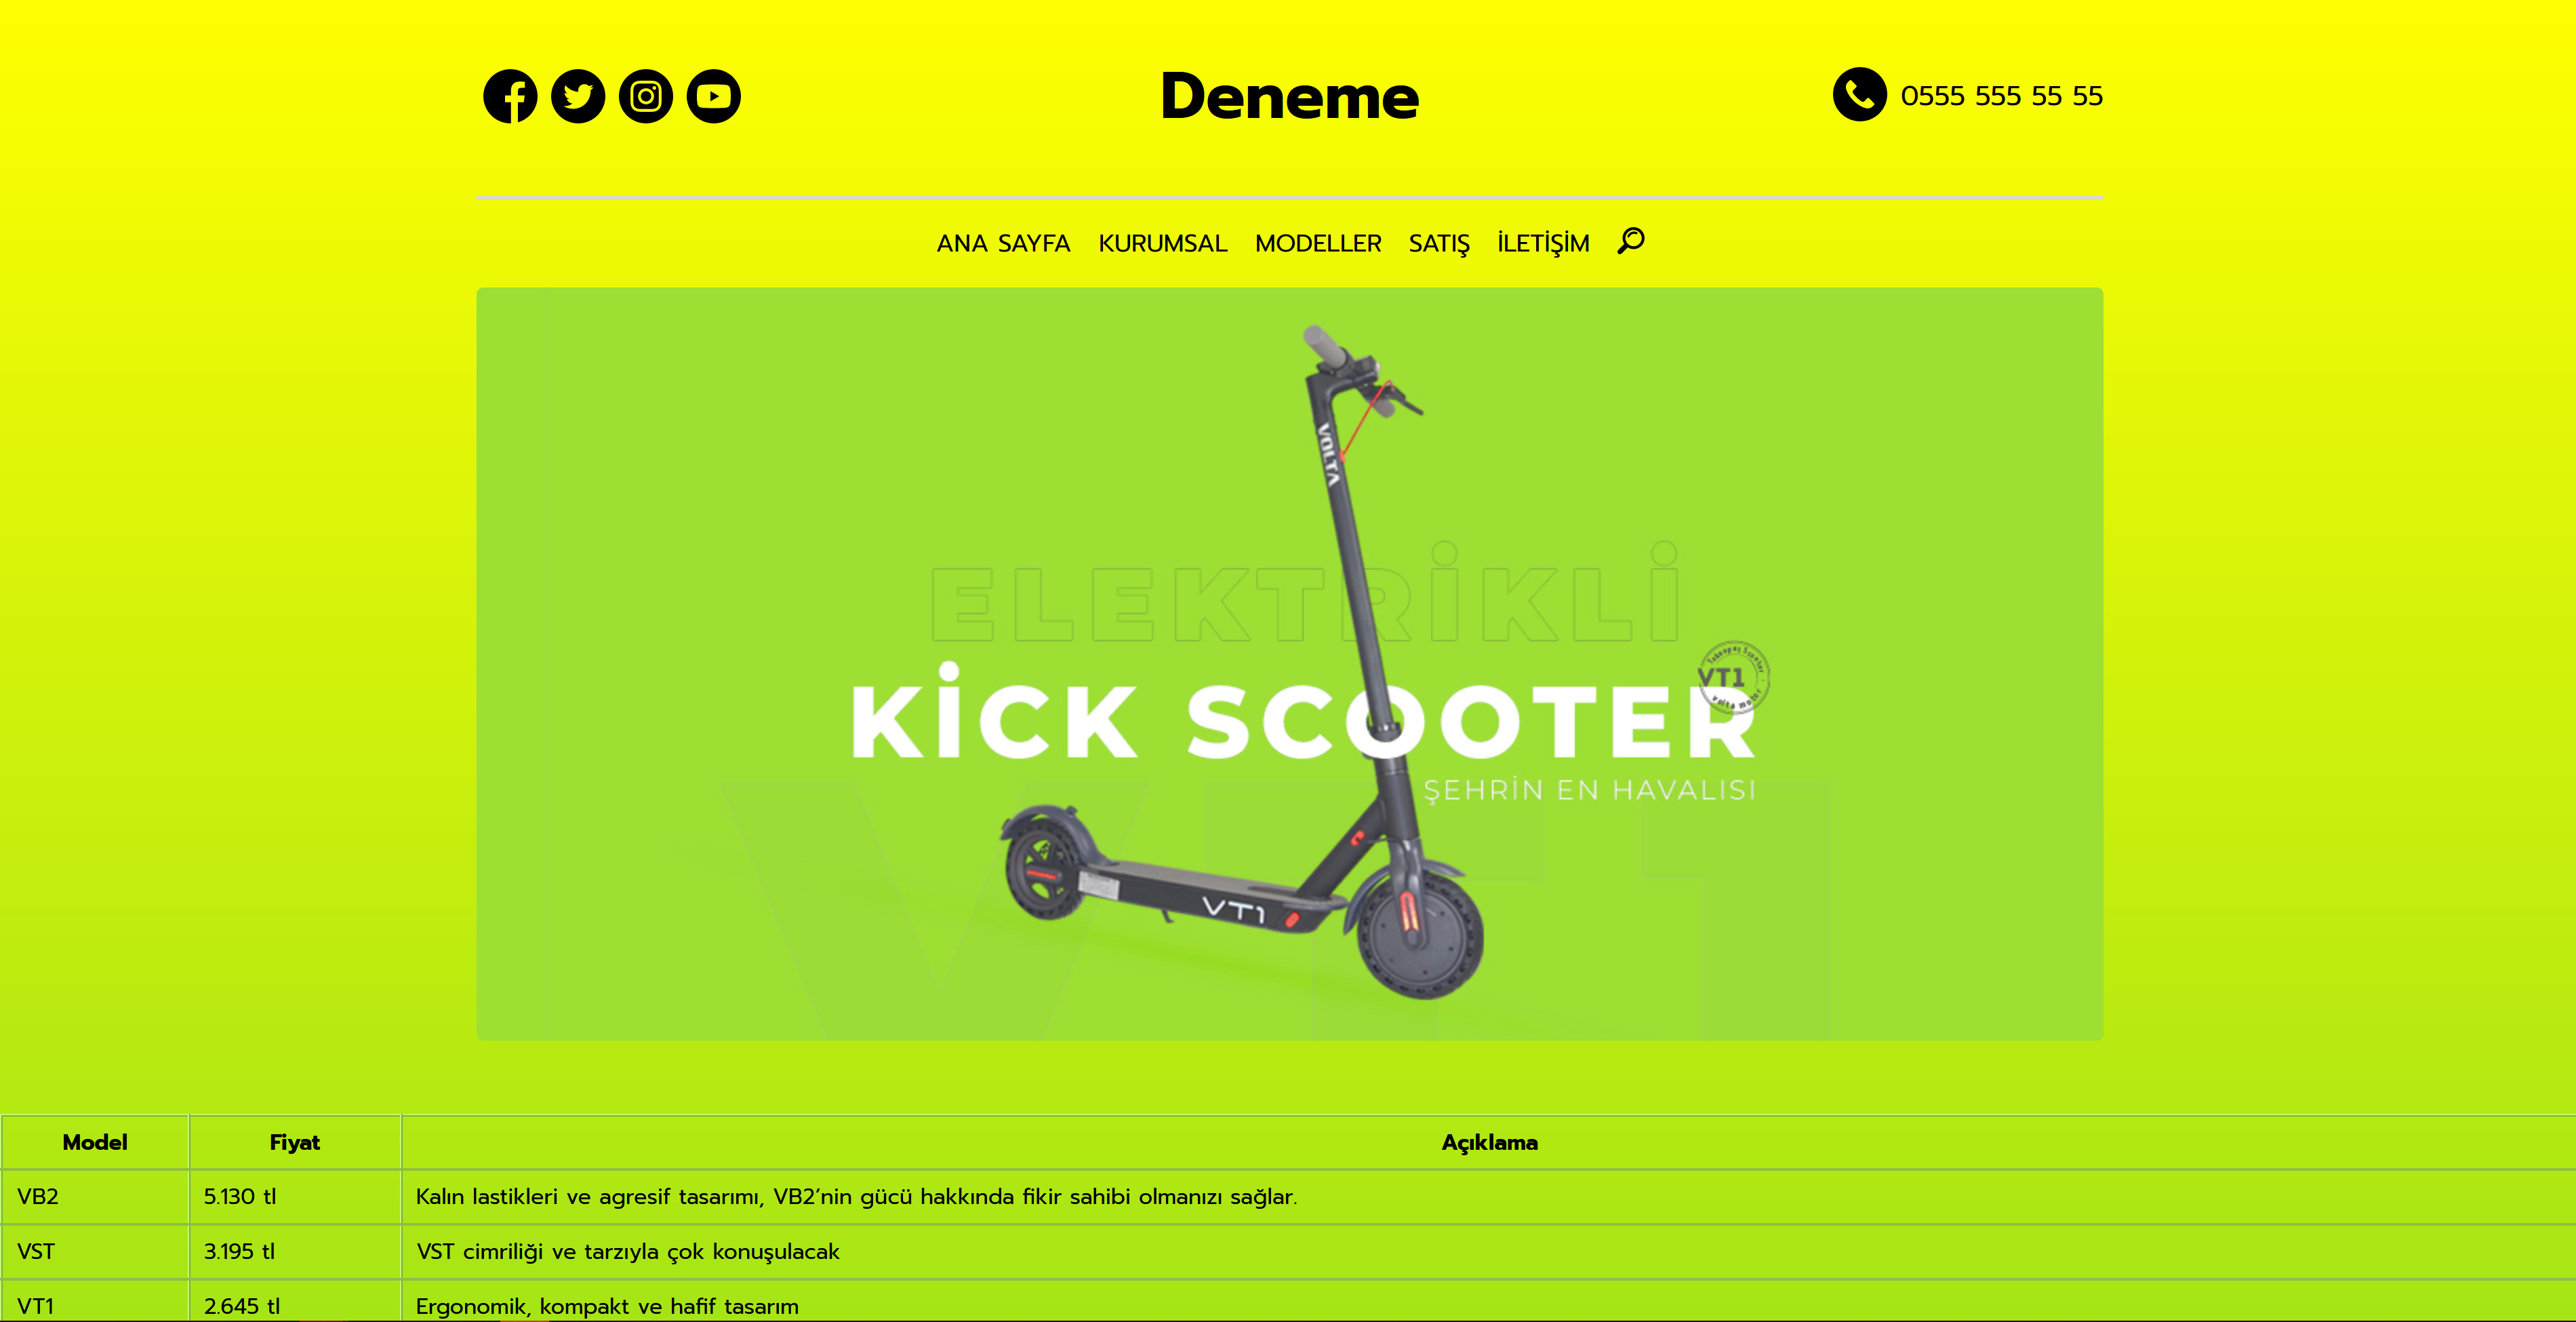 Deneme
0555 555 55 55
ANA SAYFA KURUMSAL MODELLER SATIŞ İLETİŞİM
VOLTA
ELEKTRİKLİ
VT1
volta motor
KİCK SCOOTER
ŞEHRİN EN HAVALISI
VT1
VT1
Model Fiyat Açıklama
VB2 5.130 tl Kalın lastikleri ve agresif tasarımı, VB2’nin gücü hakkında fikir sahibi olmanızı sağlar.
VST 3.195 tl VST cimriliği ve tarzıyla çok konuşulacak
VT1 2.645 tl Ergonomik, kompakt ve hafif tasarım